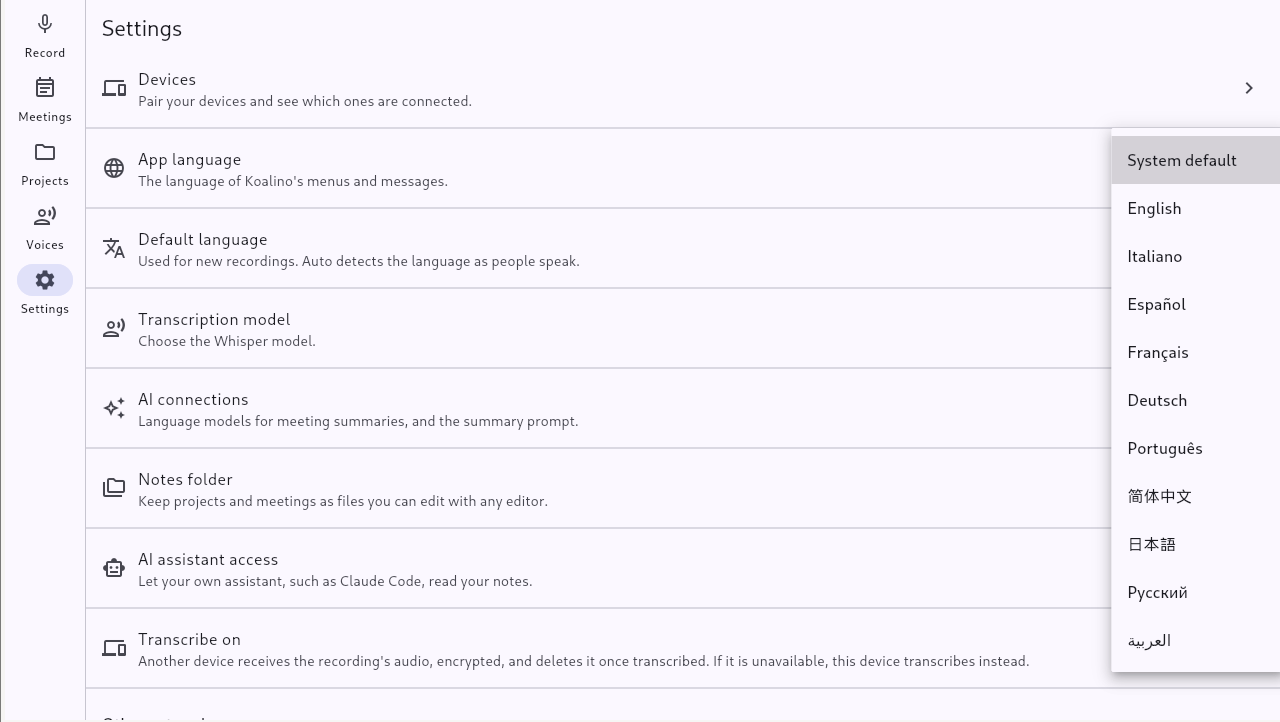 Record
Meetings
Projects
Voices
Settings
Settings
Devices
Pair your devices and see which ones are connected.
App language
The language of Koalino's menus and messages.
Default language
Used for new recordings. Auto detects the language as people speak.
Transcription model
Choose the Whisper model.
AI connections
Language models for meeting summaries, and the summary prompt.
Notes folder
Keep projects and meetings as files you can edit with any editor.
AI assistant access
Let your own assistant, such as Claude Code, read your notes.
Transcribe on
Another device receives the recording's audio, encrypted, and deletes it once transcribed. If it is unavailable, this device transcribes instead.
System default
English
Italiano
Español
Français
Deutsch
Português
简体中文
日本語
Русский
العربية